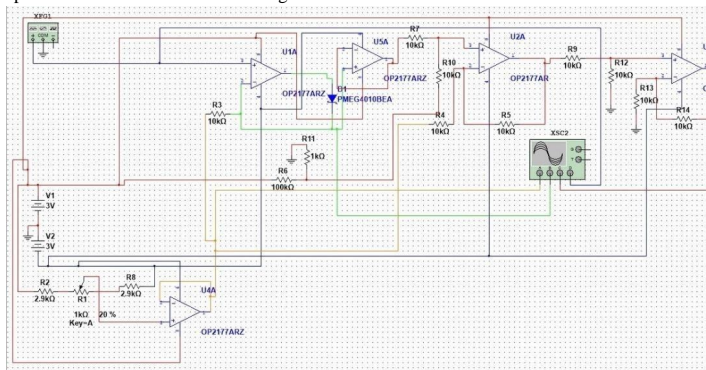 XFG1
COM
U1A
OP2177ARZ
D1
PMEG4010BEA
U5A
OP2177ARZ
R7
10kΩ
U2A
OP2177AR
R10
10kΩ
R9
10kΩ
R12
10kΩ
R13
10kΩ
R14
10kΩ
R3
10kΩ
R4
10kΩ
R5
10kΩ
XSC2
R11
1kΩ
R6
100kΩ
V1
3V
V2
3V
R2
2.9kΩ
R1
1kΩ 20 %
Key=A
R8
2.9kΩ
U4A
OP2177ARZ